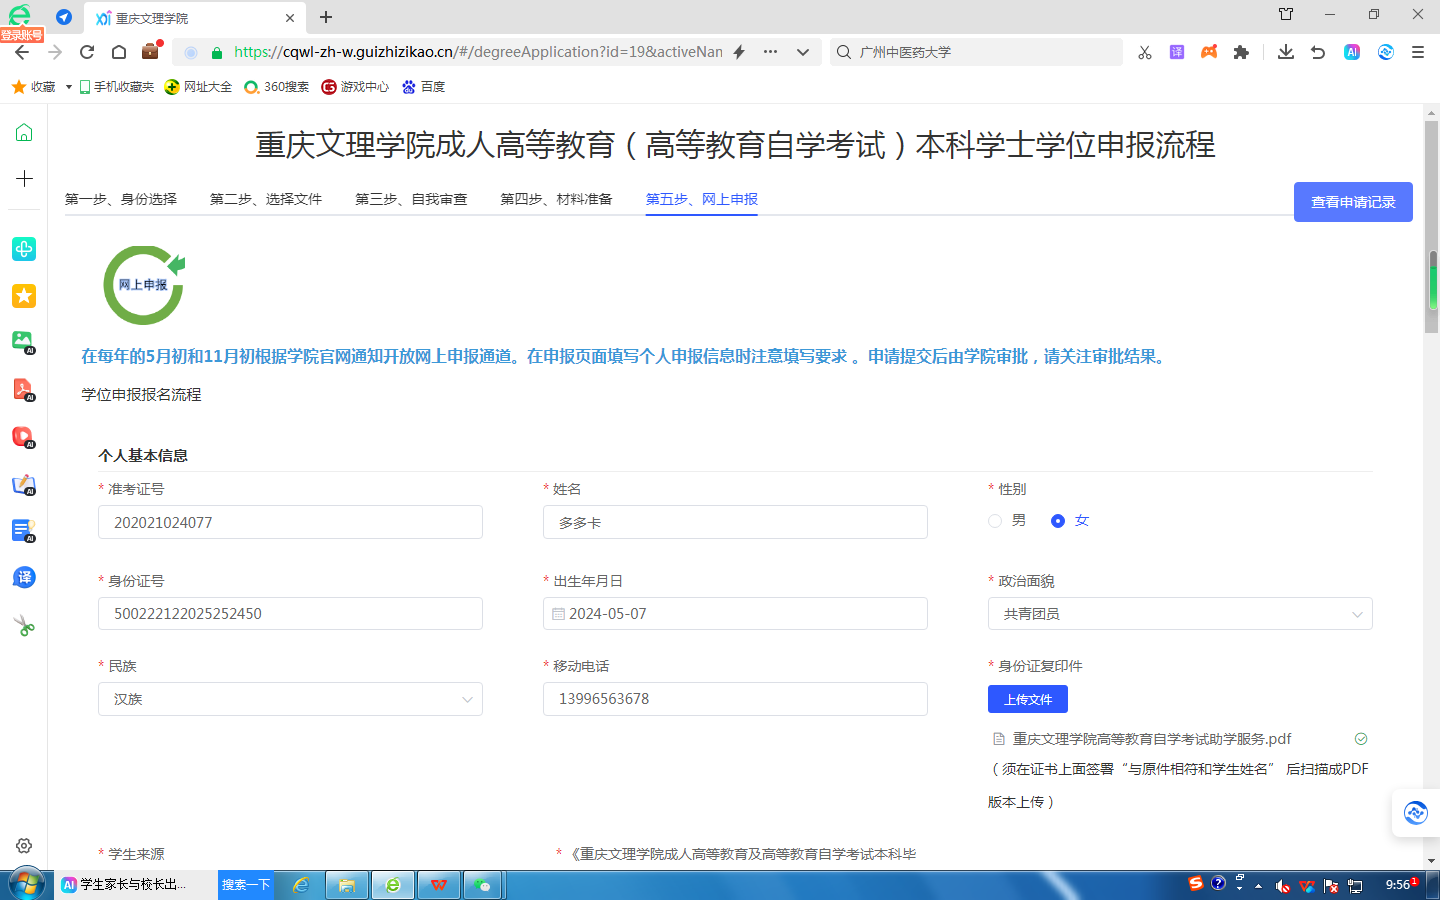 重庆文理学院
登录账号
https://cqwl-zh-w.guizhizikao.cn/#/degreeApplication?id=19&activeNan
广州中医药大学
译
AI
收藏
手机收藏夹
网址大全
360搜索
游戏中心
百度
重庆文理学院成人高等教育（高等教育自学考试）本科学士学位申报流程
第一步、身份选择
第二步、选择文件
第三步、自我审查
第四步、材料准备
第五步、网上申报
查看申请记录
网上申报
在每年的5月初和11月初根据学院官网通知开放网上申报通道。在申报页面填写个人申报信息时注意填写要求 。申请提交后由学院审批，请关注审批结果。
学位申报报名流程
个人基本信息
* 准考证号
* 姓名
* 性别
202021024077
多多卡
男
女
* 身份证号
* 出生年月日
* 政治面貌
500222122025252450
2024-05-07
共青团员
* 民族
* 移动电话
* 身份证复印件
汉族
13996563678
上传文件
重庆文理学院高等教育自学考试助学服务.pdf
（须在证书上面签署“与原件相符和学生姓名” 后扫描成PDF
版本上传）
* 学生来源
* 《重庆文理学院成人高等教育及高等教育自学考试本科毕
AI
AI
AI
AI
AI
译
AI
学生家长与校长出...
搜索一下
9:56
1